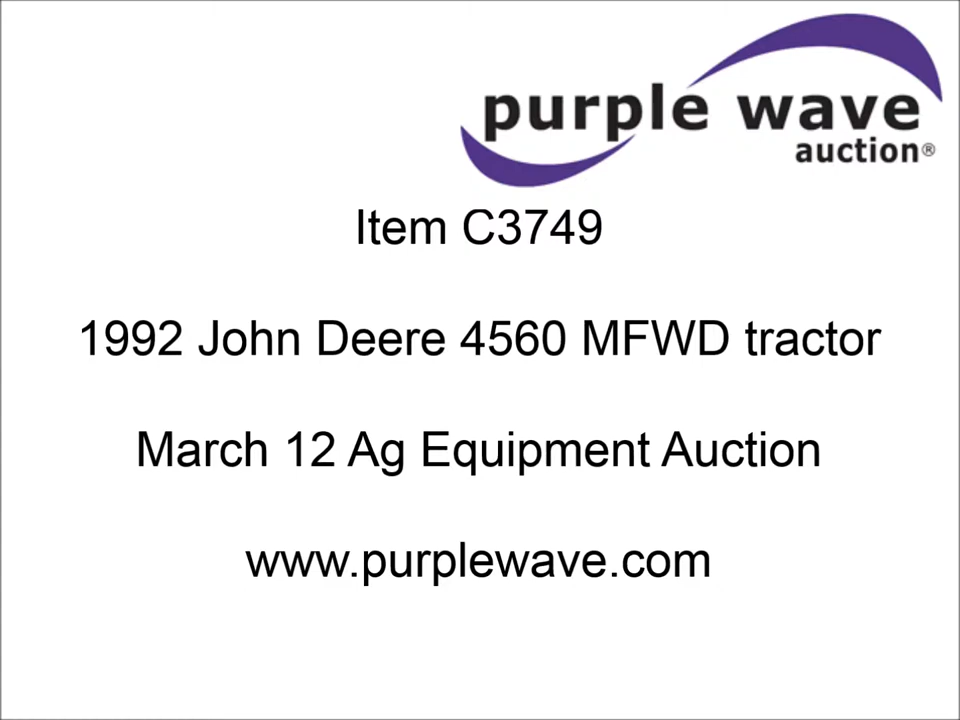 purple wave
auction®
Item C3749
1992 John Deere 4560 MFWD tractor
March 12 Ag Equipment Auction
www.purplewave.com